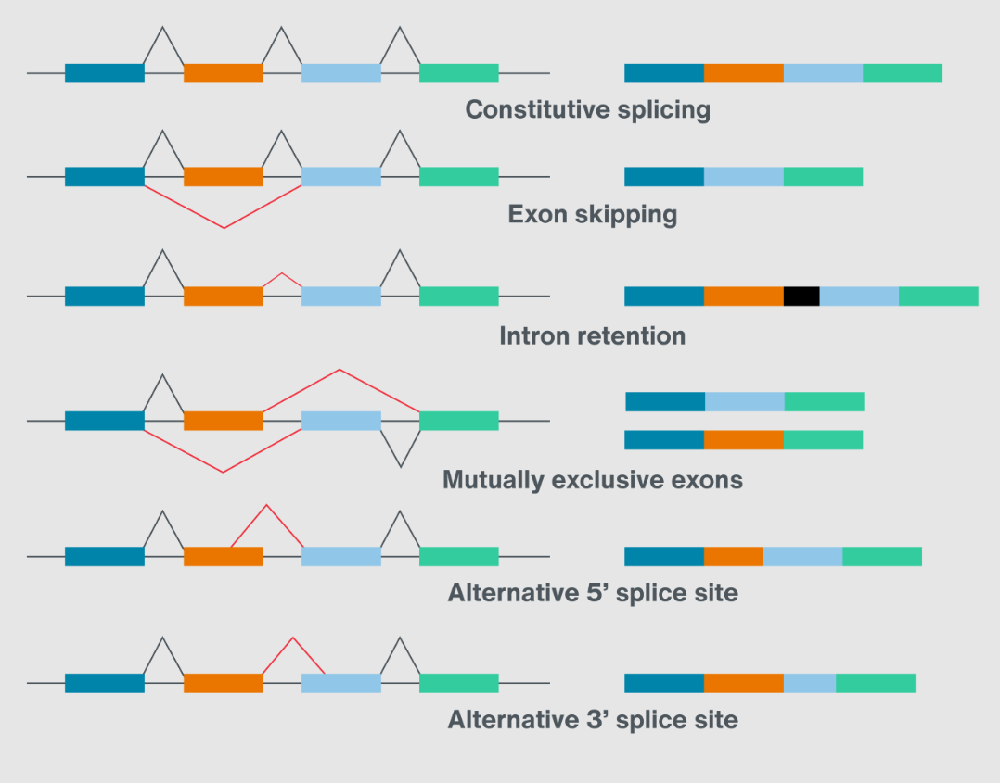 Constitutive splicing
Exon skipping
Intron retention
Mutually exclusive exons
Alternative 5’ splice site
Alternative 3’ splice site